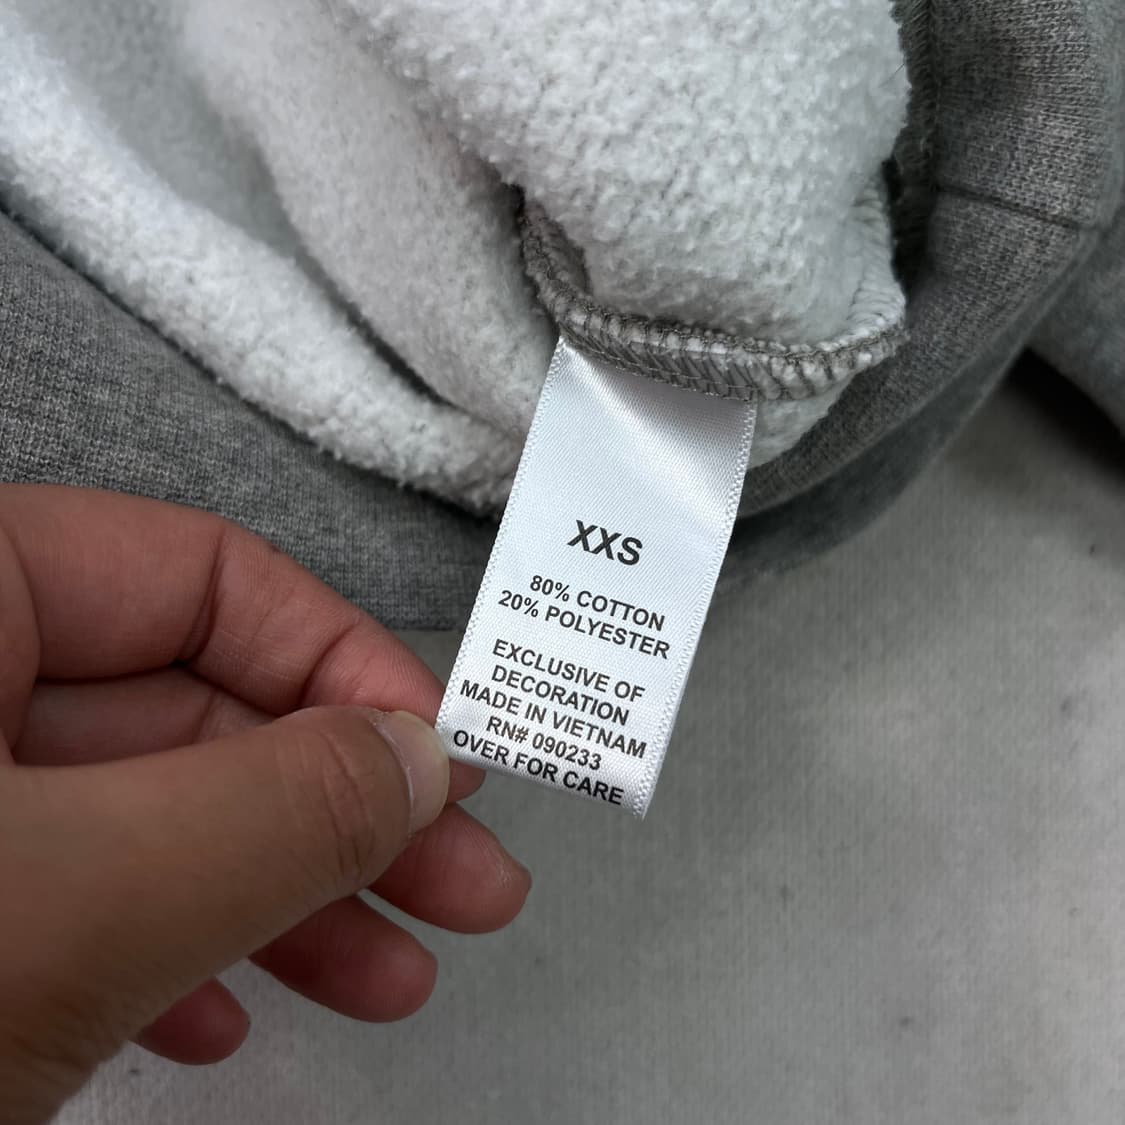 XXS
80% COTTON
20% POLYESTER
EXCLUSIVE OF
DECORATION
MADE IN VIETNAM
RN# 090233
OVER FOR CARE